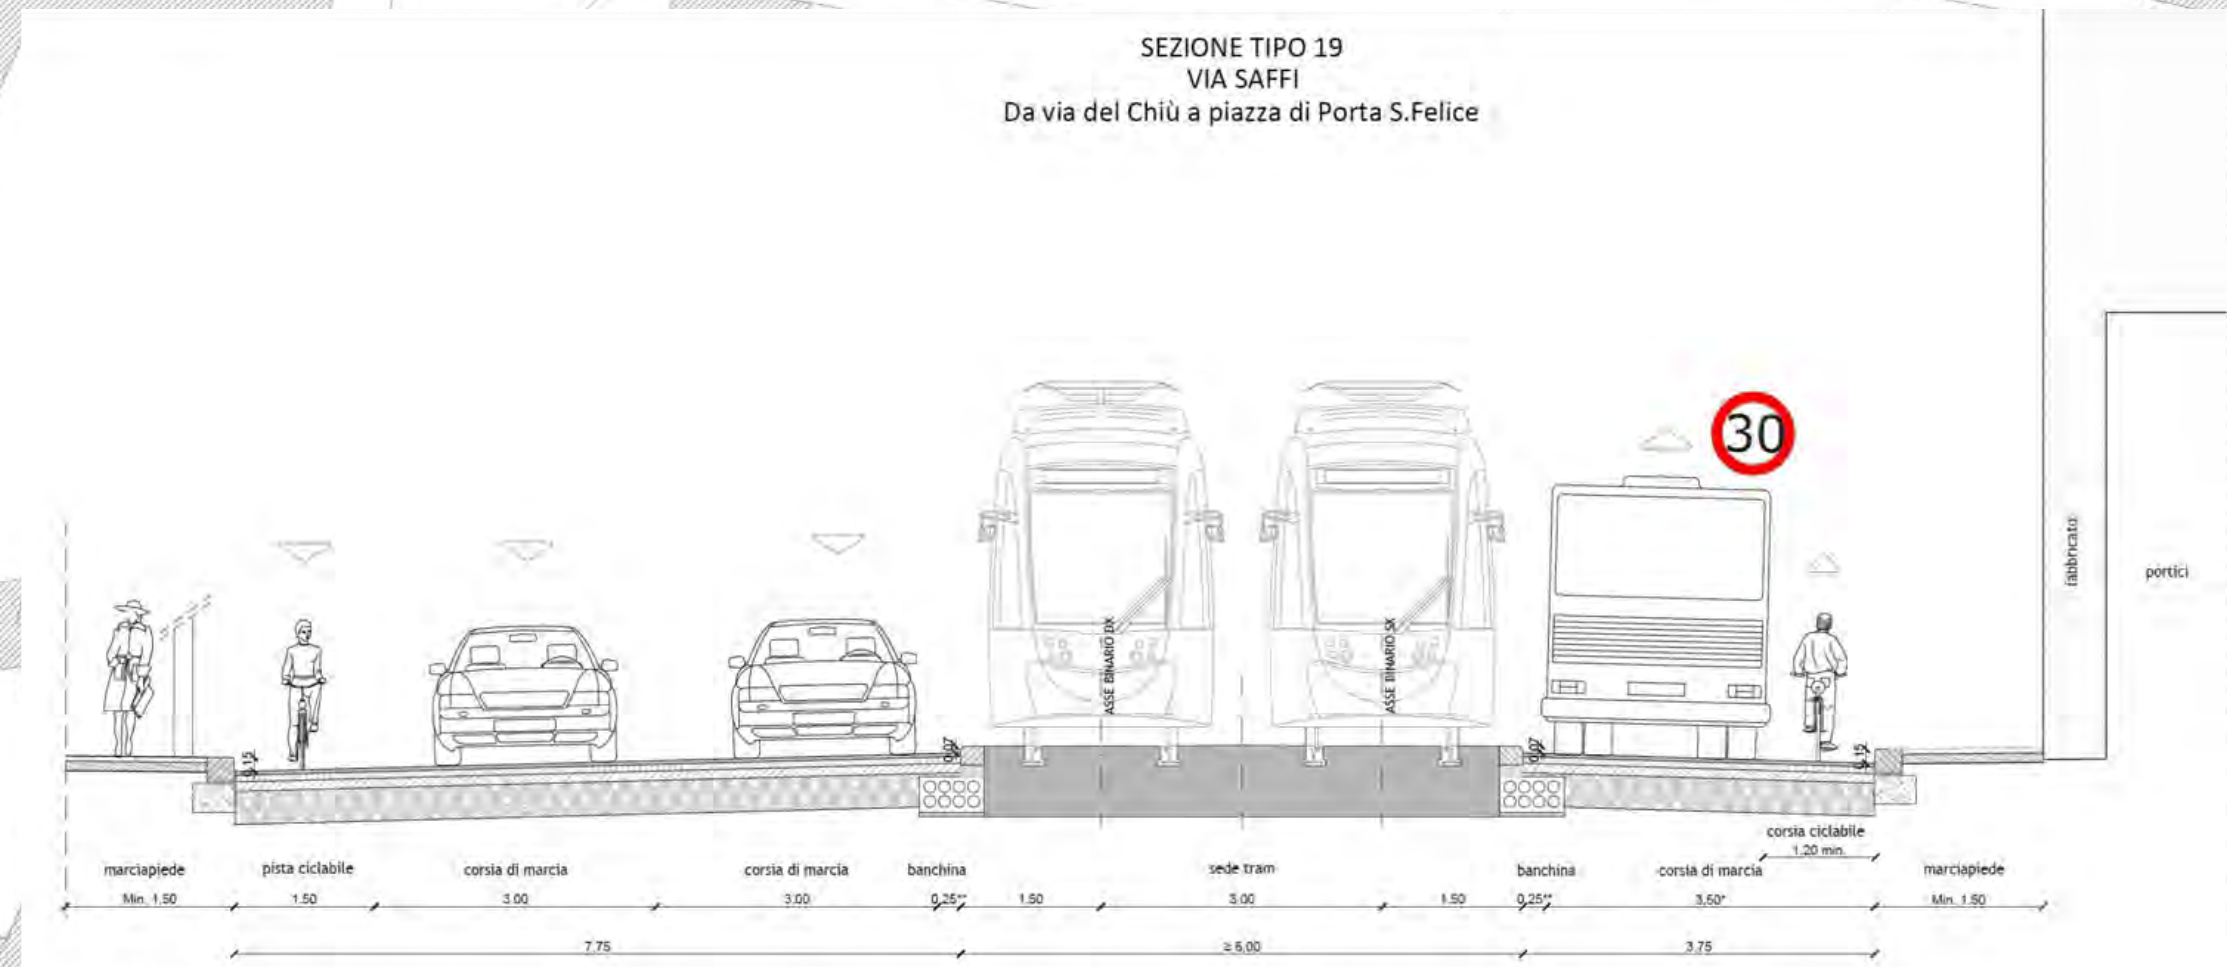 SEZIONE TIPO 19
VIA SAFFI
Da via del Chiù a piazza di Porta S.Felice
30
fabbricato
portici
ASSE BINARIO DX
ASSE BINARIO SX
0,15
0,07
0,07
0,15
corsia ciclabile
1.20 min.
marciapiede
pista ciclabile
corsia di marcia
corsia di marcia
banchina
sede tram
banchina
corsia di marcia
marciapiede
Min. 1.50
1.50
3.00
3.00
0,25**
1.50
3.00
1.50
0,25**
3,50*
Min. 1.50
7.75
≥ 6,00
3.75